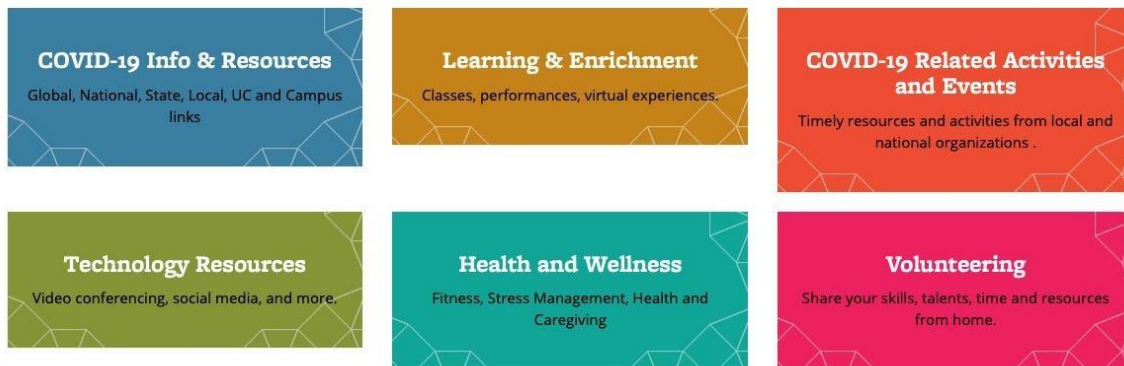 COVID-19 Info & Resources
Global, National, State, Local, UC and Campus
links
Learning & Enrichment
Classes, performances, virtual experiences.
COVID-19 Related Activities
and Events
Timely resources and activities from local and
national organizations .
Technology Resources
Video conferencing, social media, and more.
Health and Wellness
Fitness, Stress Management, Health and
Caregiving
Volunteering
Share your skills, talents, time and resources
from home.